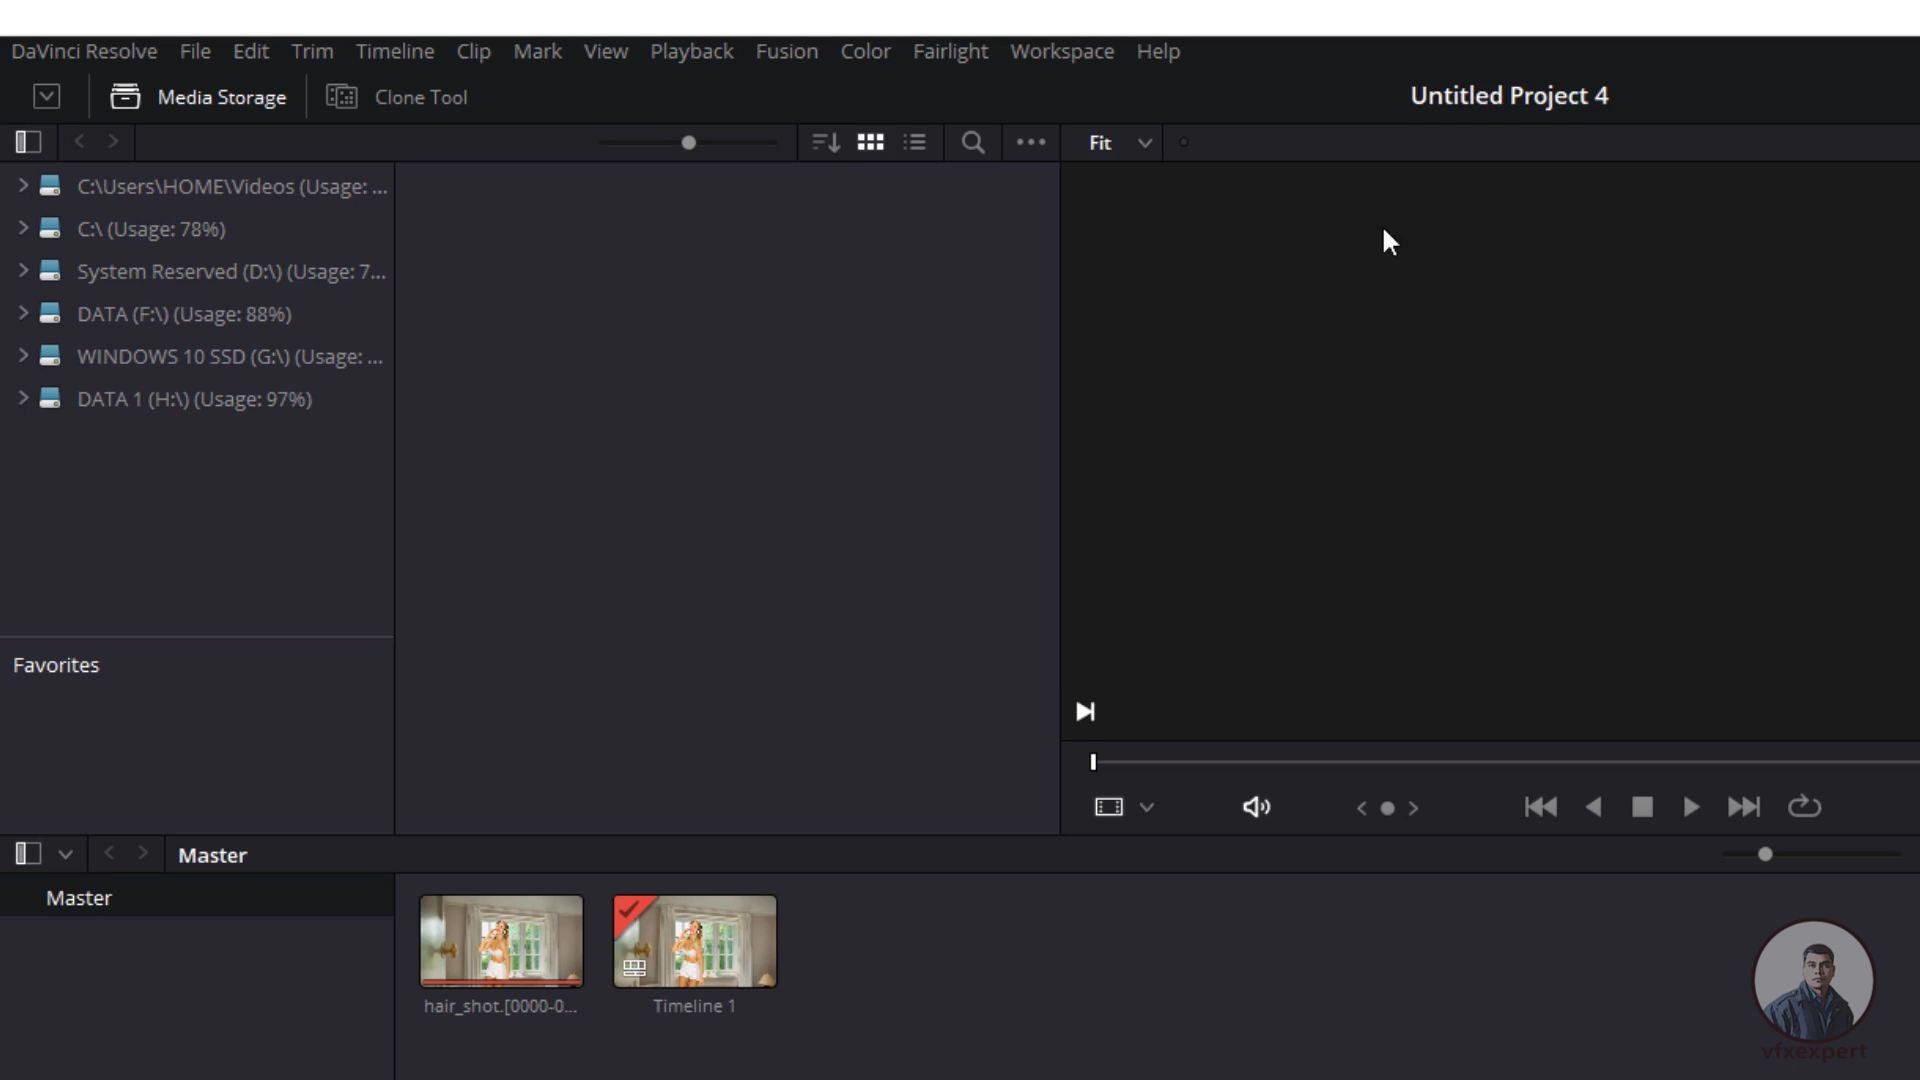 DaVinci Resolve File Edit Trim Timeline Clip Mark View Playback Fusion Color Fairlight Workspace Help
Media Storage Clone Tool Untitled Project 4
Fit
C:\Users\HOME\Videos (Usage: ...
C:\ (Usage: 78%)
System Reserved (D:\) (Usage: 7...
DATA (F:\) (Usage: 88%)
WINDOWS 10 SSD (G:\) (Usage: ...
DATA 1 (H:\) (Usage: 97%)
Favorites
Master
Master
hair_shot.[0000-0... Timeline 1
vfxexpert